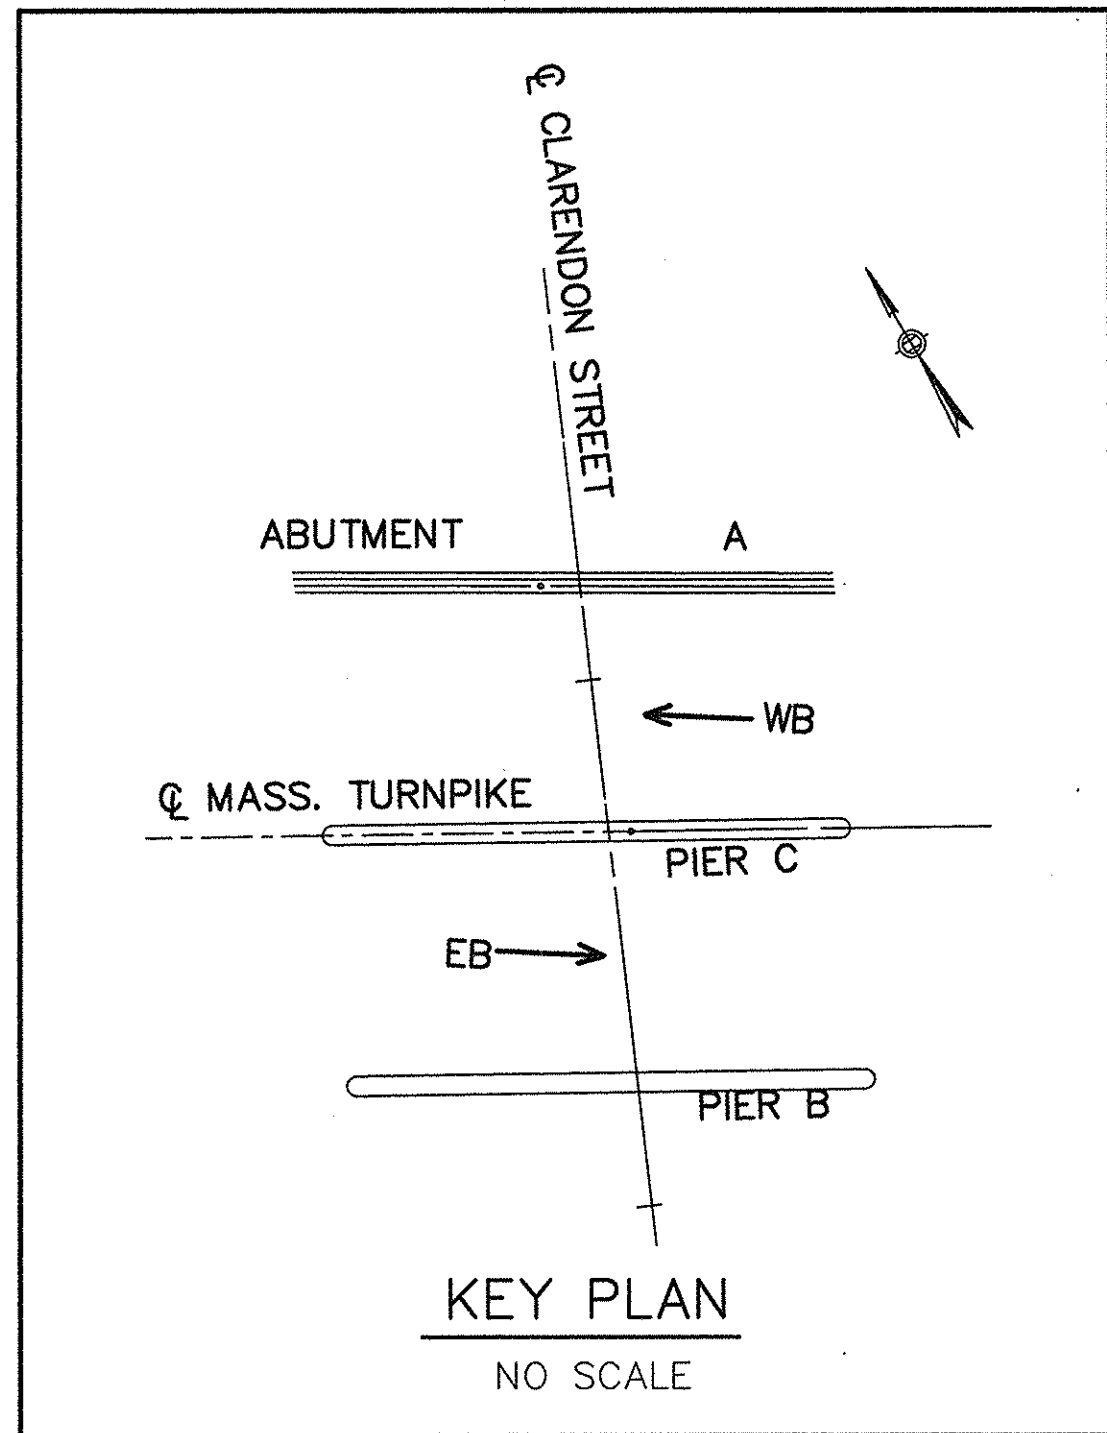 ℄ CLARENDON STREET
ABUTMENT A
WB
℄ MASS. TURNPIKE
PIER C
EB
PIER B
KEY PLAN
NO SCALE